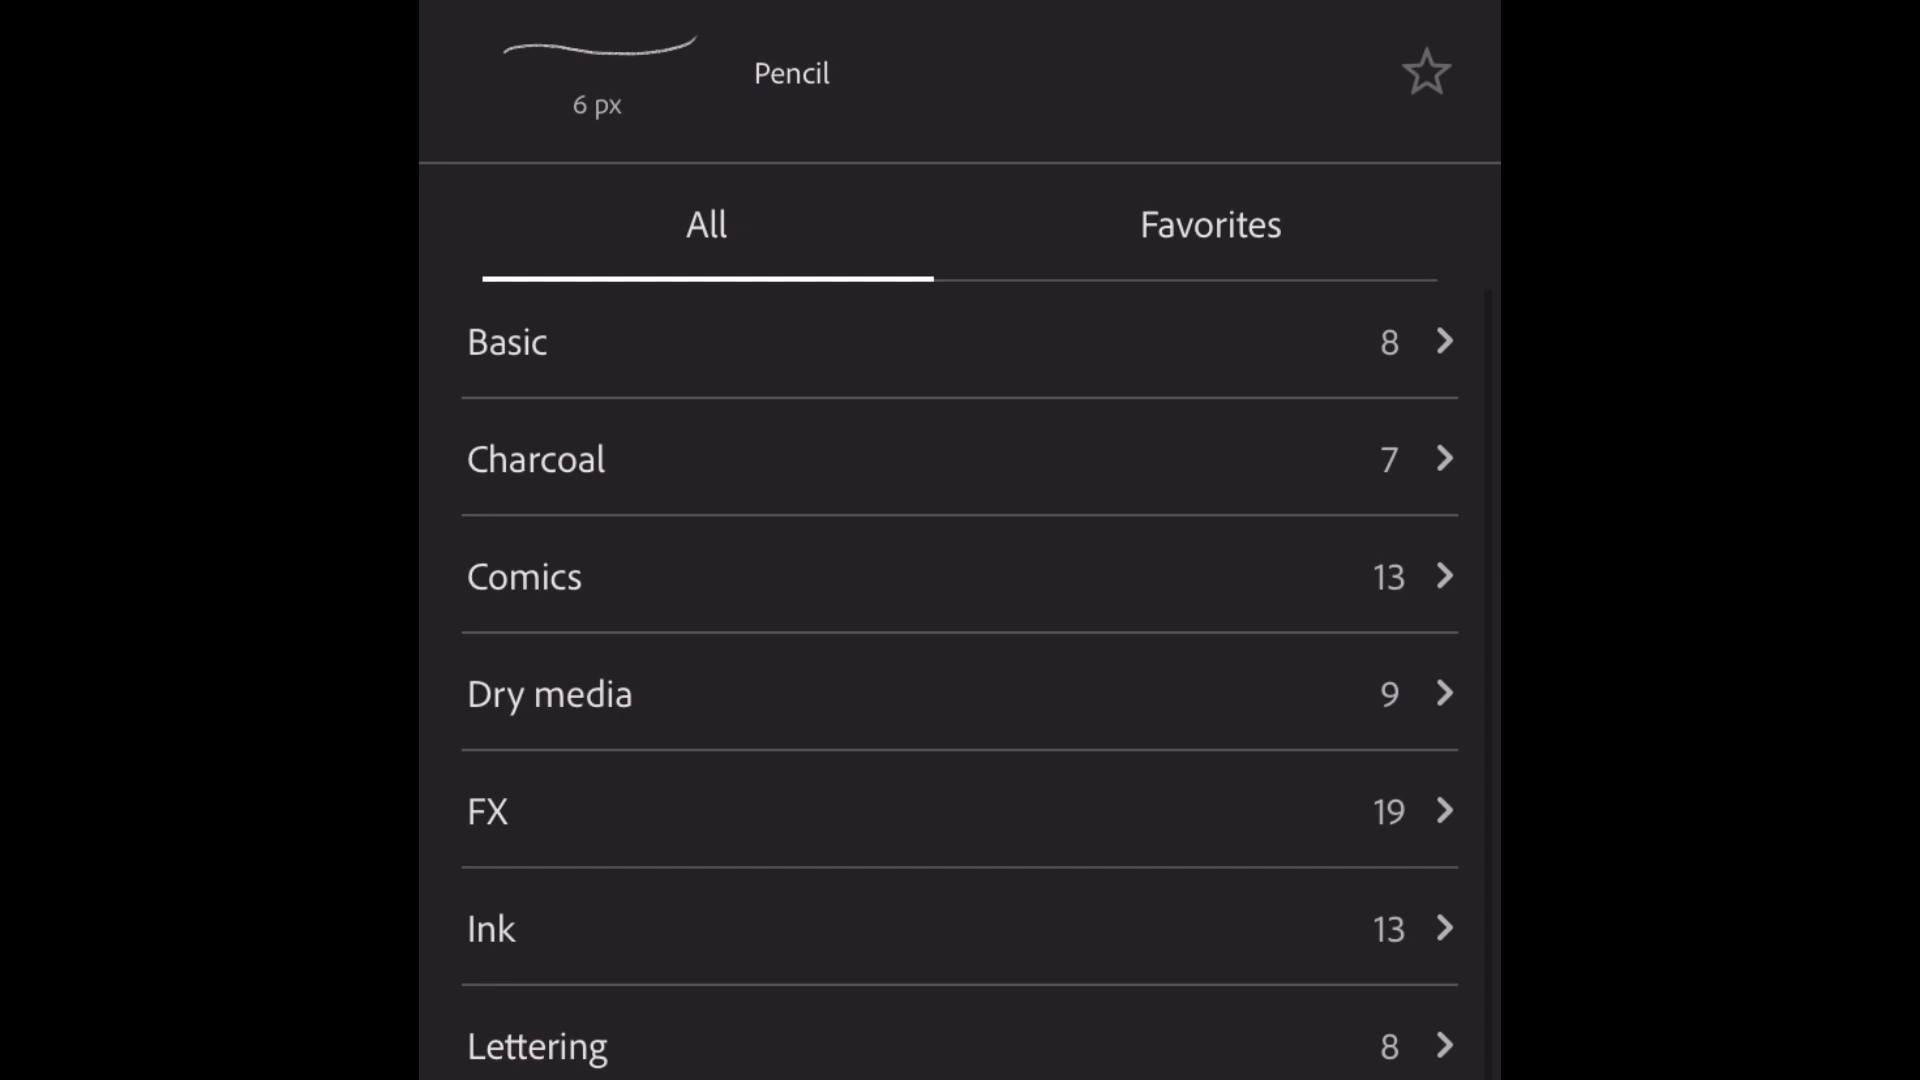 Pencil
6 px
All Favorites
Basic 8
Charcoal 7
Comics 13
Dry media 9
FX 19
Ink 13
Lettering 8